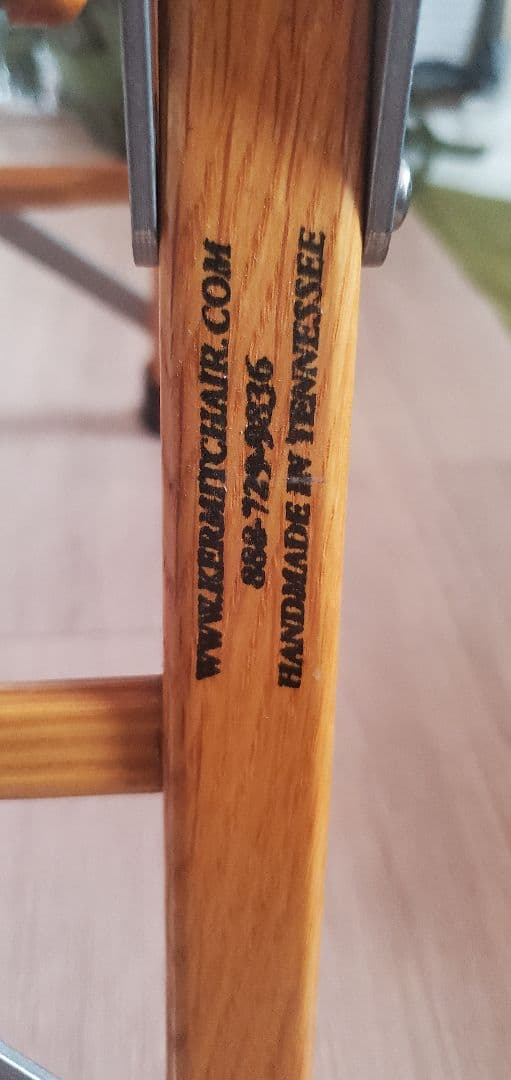 WWW.KERMITCHAIR.COM
888-729-9836
HANDMADE IN TENNESSEE